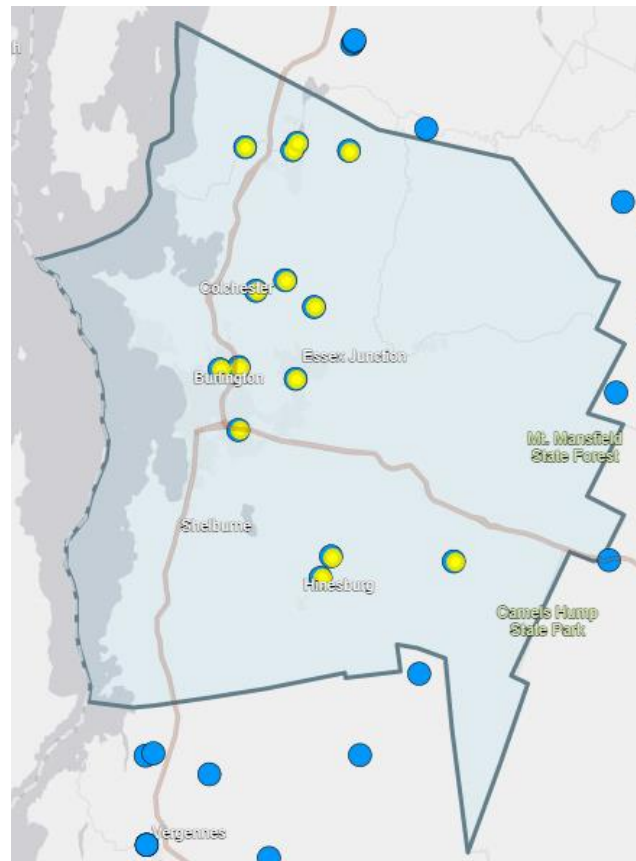 Colchester
Essex Junction
Burlington
Mt. Mansfield
State Forest
Shelburne
Hinesburg
Camels Hump
State Park
Vergennes